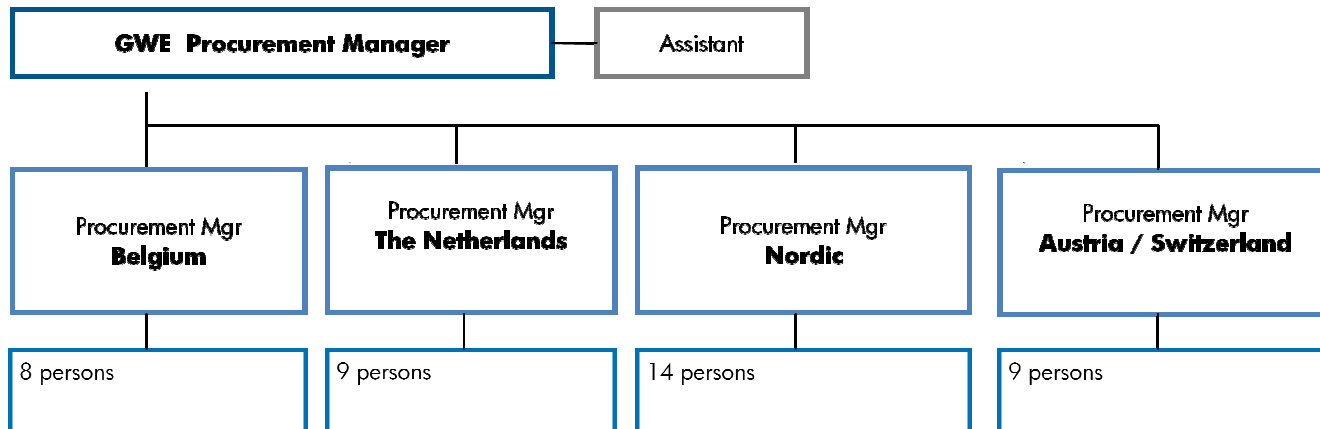 GWE Procurement Manager
Assistant
Procurement Mgr
Belgium
Procurement Mgr
The Netherlands
Procurement Mgr
Nordic
Procurement Mgr
Austria / Switzerland
8 persons
9 persons
14 persons
9 persons